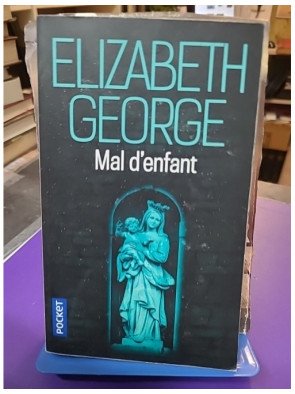 ELIZABETH
GEORGE
Mal d'enfant
POCKET